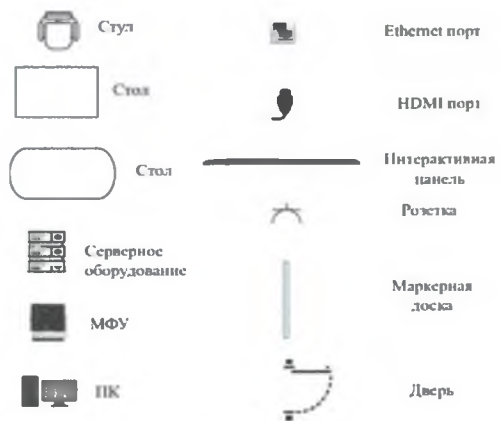 Стул
Стол
Стол
Серверное
оборудование
МФУ
ПК
Ethernet порт
HDMI порт
Интерактивная
панель
Розетка
Маркерная
доска
Дверь